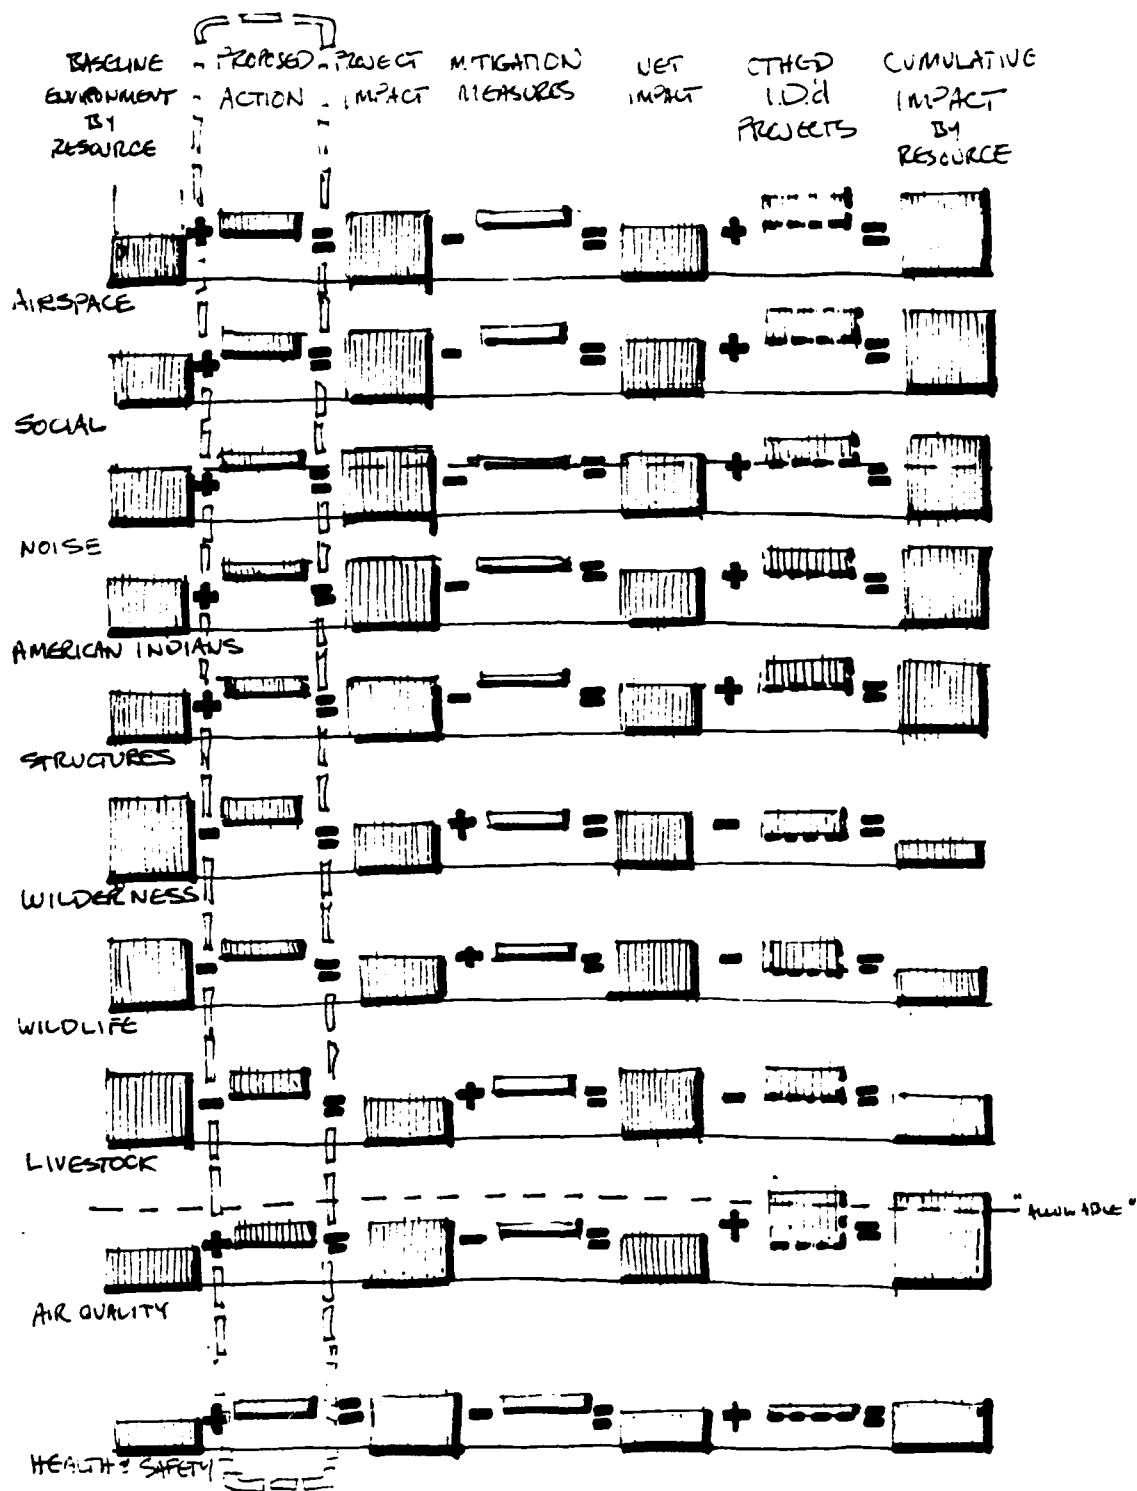 BASELINE
ENVIRONMENT
BY
RESOURCE
PROPOSED
ACTION
PROJECT
IMPACT
MITIGATION
MEASURES
NET
IMPACT
OTHER
I.D.'d
PROJECTS
CUMULATIVE
IMPACT
BY
RESOURCE
+ = - = + =
AIRSPACE
+ = - = + =
SOCIAL
+ = - = + =
NOISE
+ = - = + =
AMERICAN INDIANS
+ = - = + =
STRUCTURES
- = + = - =
WILDERNESS
- = + = - =
WILDLIFE
- = + = - =
LIVESTOCK
"ALLOWABLE"
+ = - = + =
AIR QUALITY
+ = - = + =
HEALTH & SAFETY